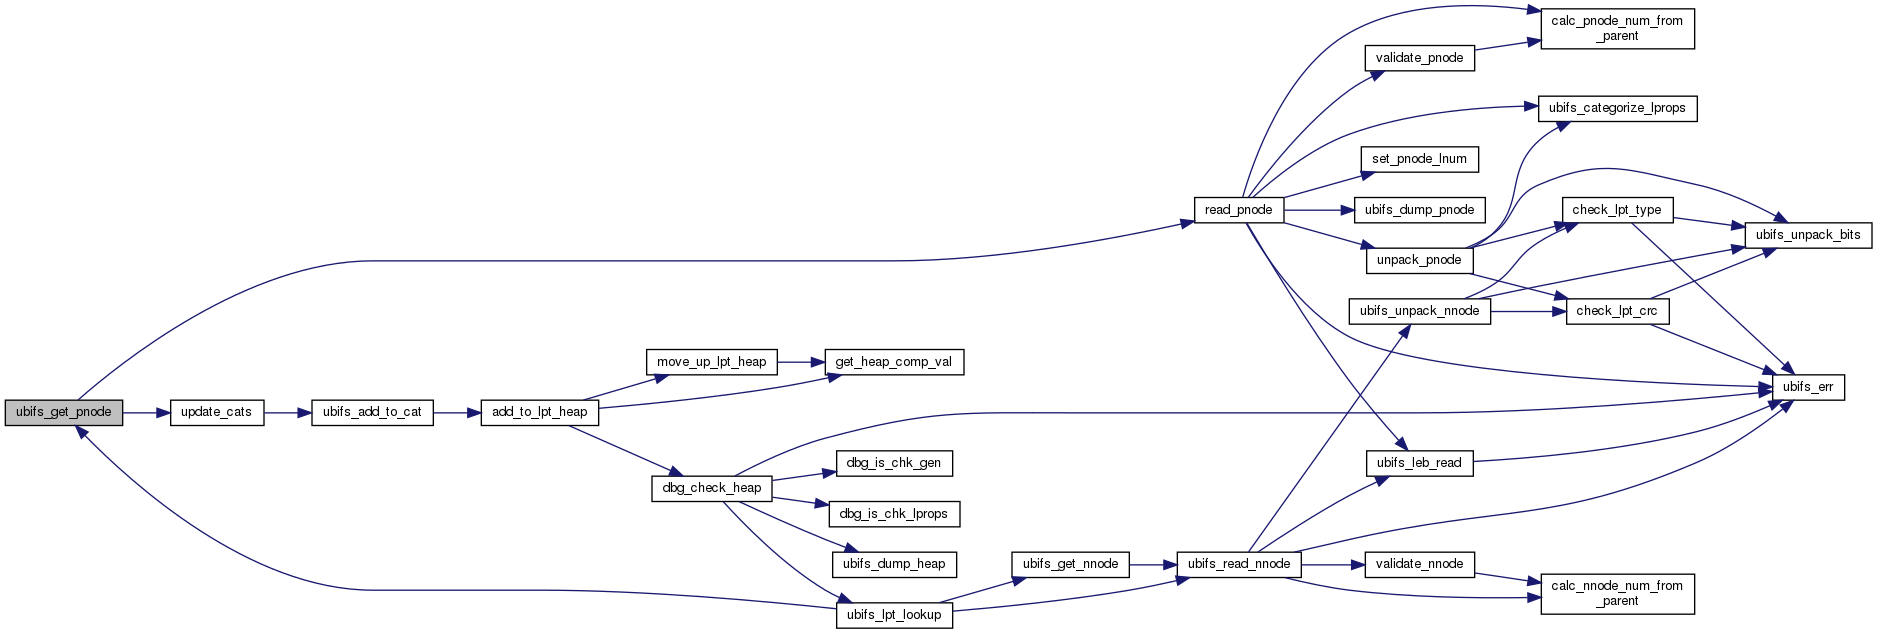 calc_pnode_num_from
_parent
validate_pnode
ubifs_categorize_lprops
set_pnode_lnum
read_pnode
ubifs_dump_pnode
check_lpt_type
ubifs_unpack_bits
unpack_pnode
ubifs_unpack_nnode
check_lpt_crc
move_up_lpt_heap
get_heap_comp_val
ubifs_err
ubifs_get_pnode
update_cats
ubifs_add_to_cat
add_to_lpt_heap
dbg_is_chk_gen
ubifs_leb_read
dbg_check_heap
dbg_is_chk_lprops
ubifs_dump_heap
ubifs_get_nnode
ubifs_read_nnode
validate_nnode
calc_nnode_num_from
_parent
ubifs_lpt_lookup